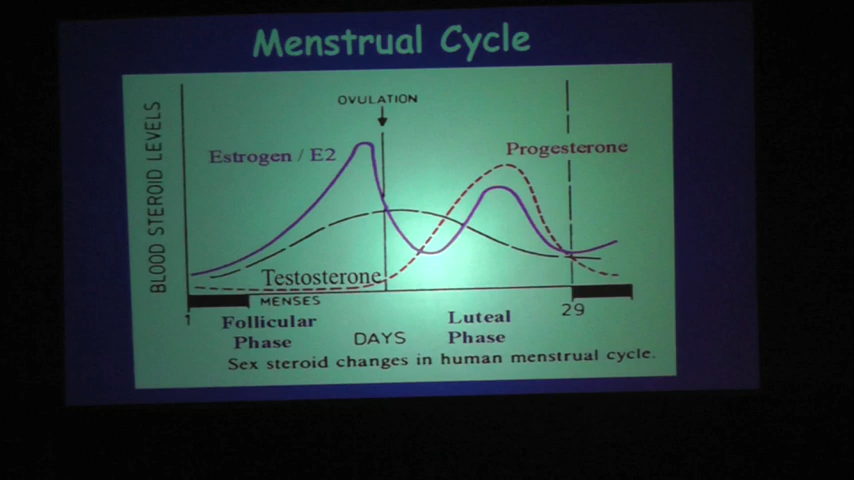 Menstrual Cycle
OVULATION
BLOOD STEROID LEVELS
Estrogen / E2
Progesterone
Testosterone
MENSES
1
29
Follicular
Phase
DAYS
Luteal
Phase
Sex steroid changes in human menstrual cycle.